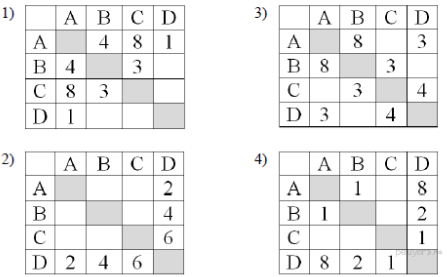 1)
A B C D
A 4 8 1
B 4 3
C 8 3
D 1
3)
A B C D
A 8 3
B 8 3
C 3 4
D 3 4
2)
A B C D
A 2
B 4
C 6
D 2 4 6
4)
A B C D
A 1 8
B 1 2
C 1
D 8 2 1